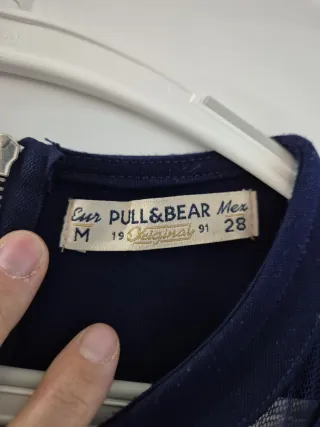 Eur PULL&BEAR Mex
M 19 Original 91 28